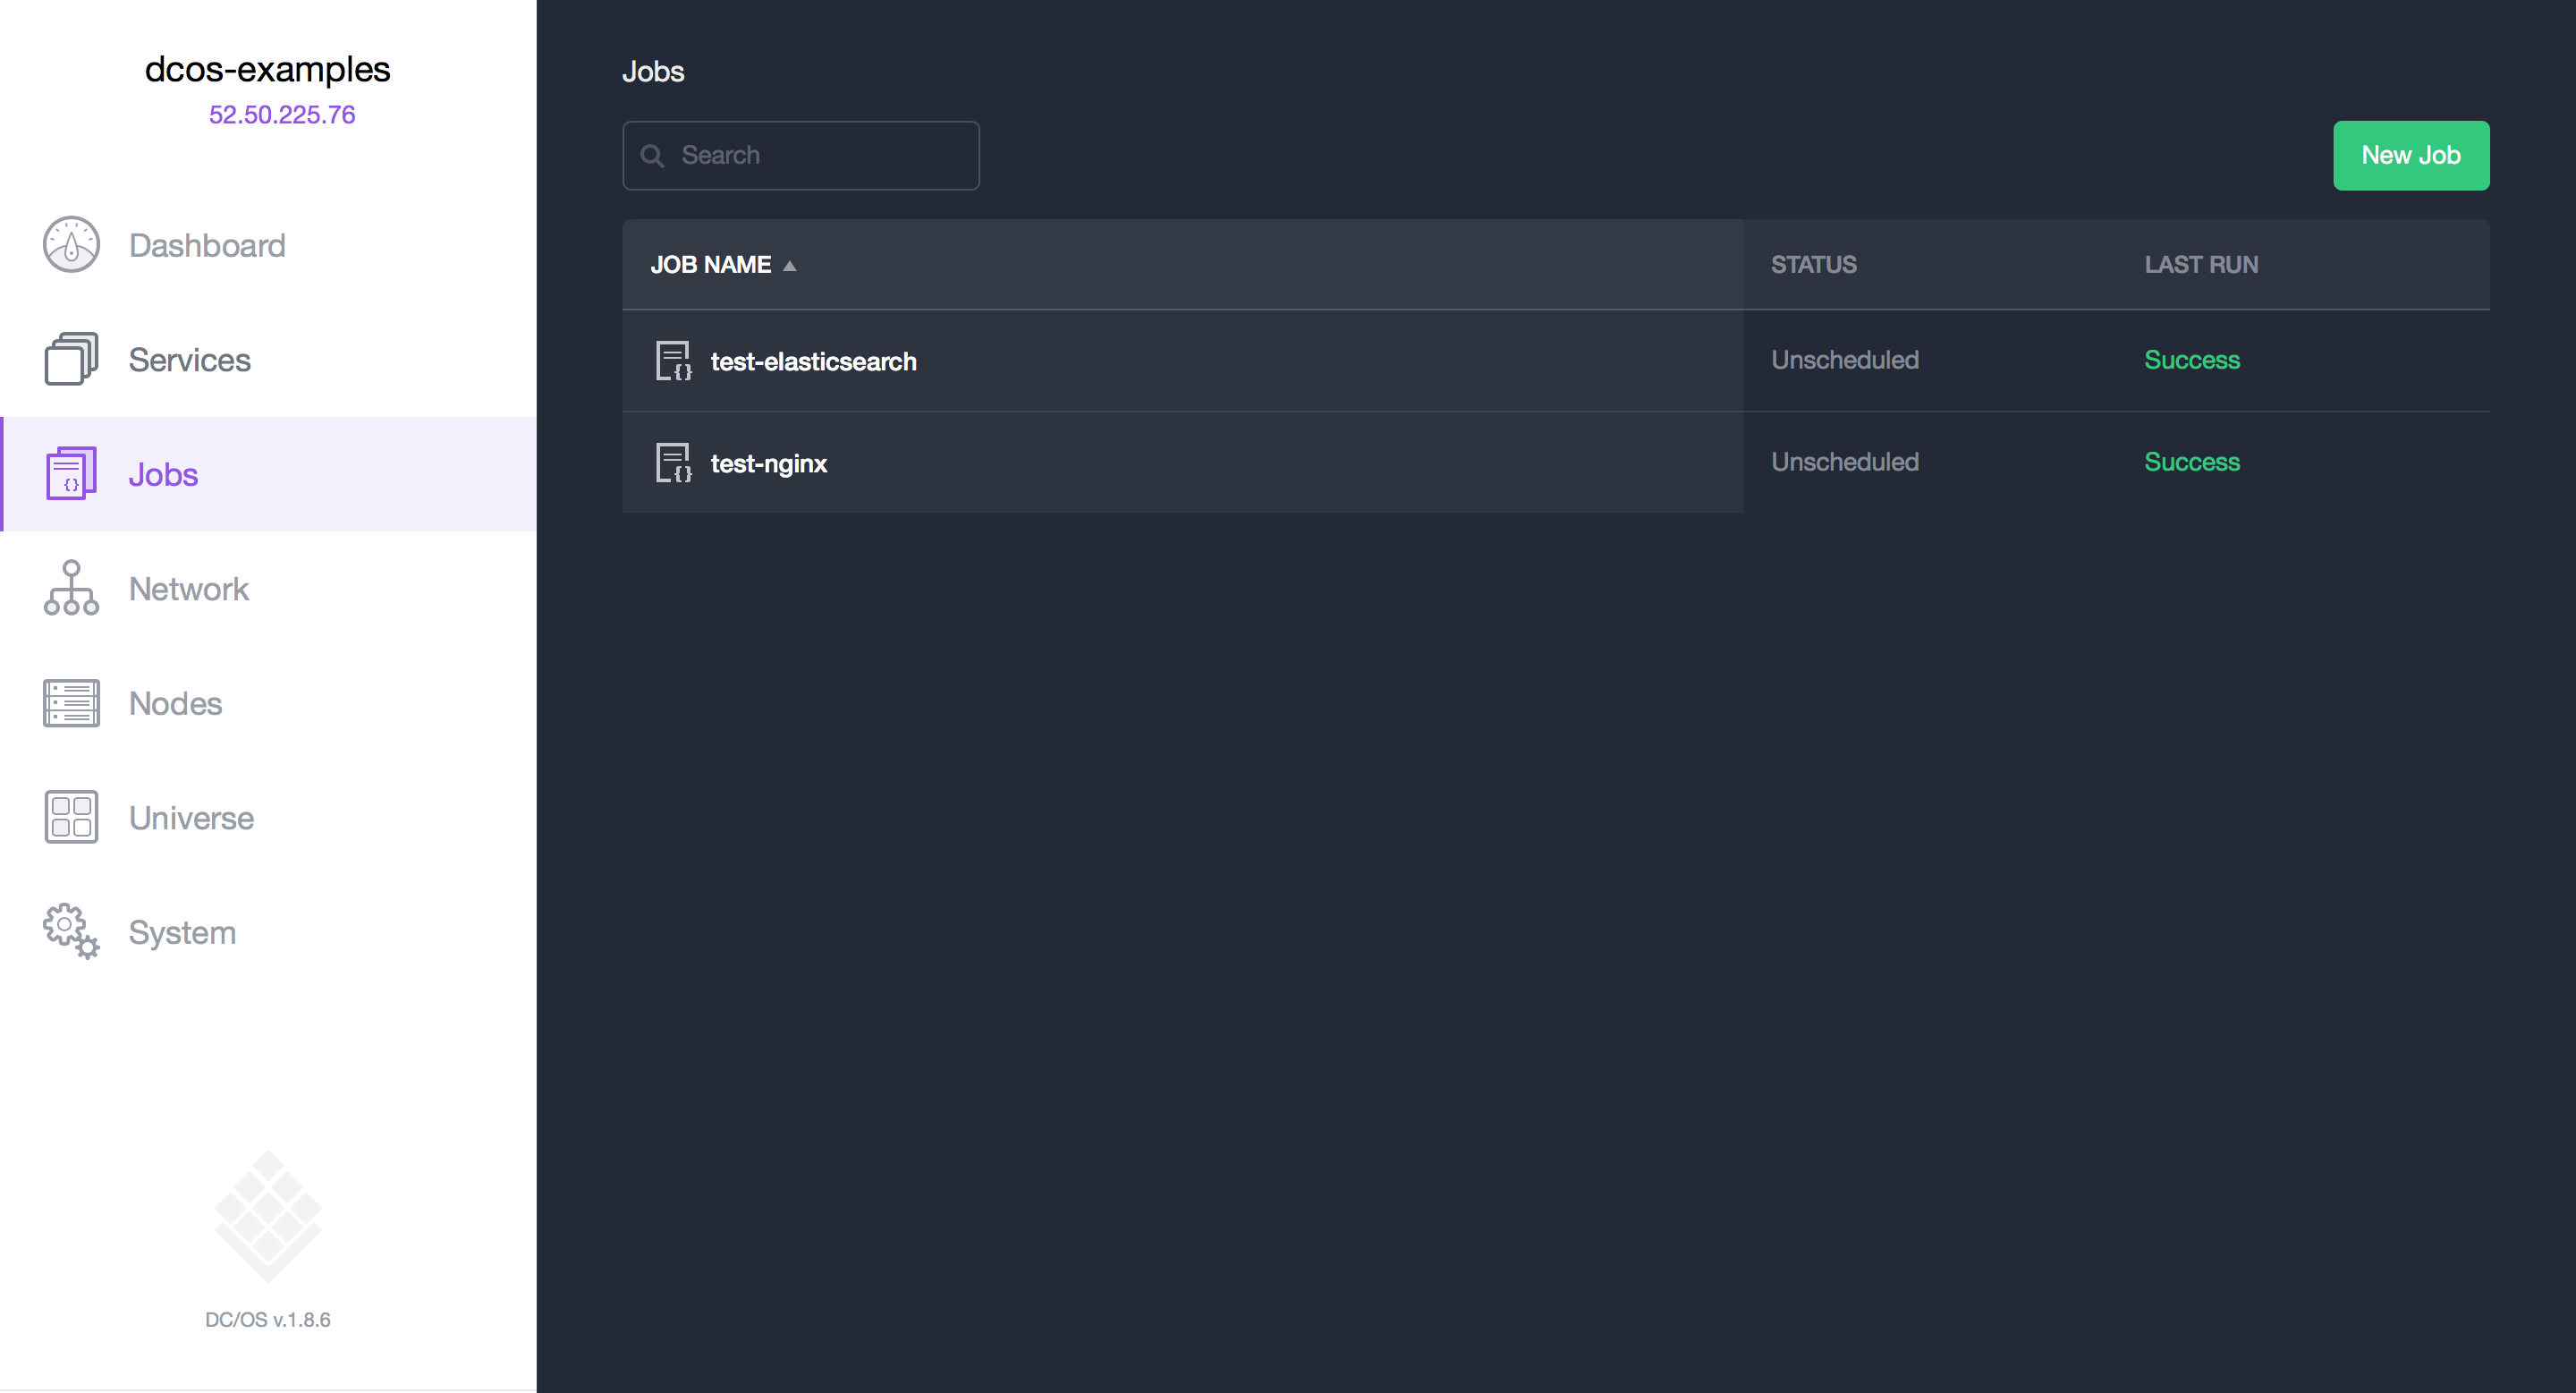 dcos-examples
52.50.225.76
Dashboard
Services
Jobs
Network
Nodes
Universe
System
DC/OS v.1.8.6
Jobs
Search
New Job
JOB NAME STATUS LAST RUN
{} test-elasticsearch Unscheduled Success
{} test-nginx Unscheduled Success